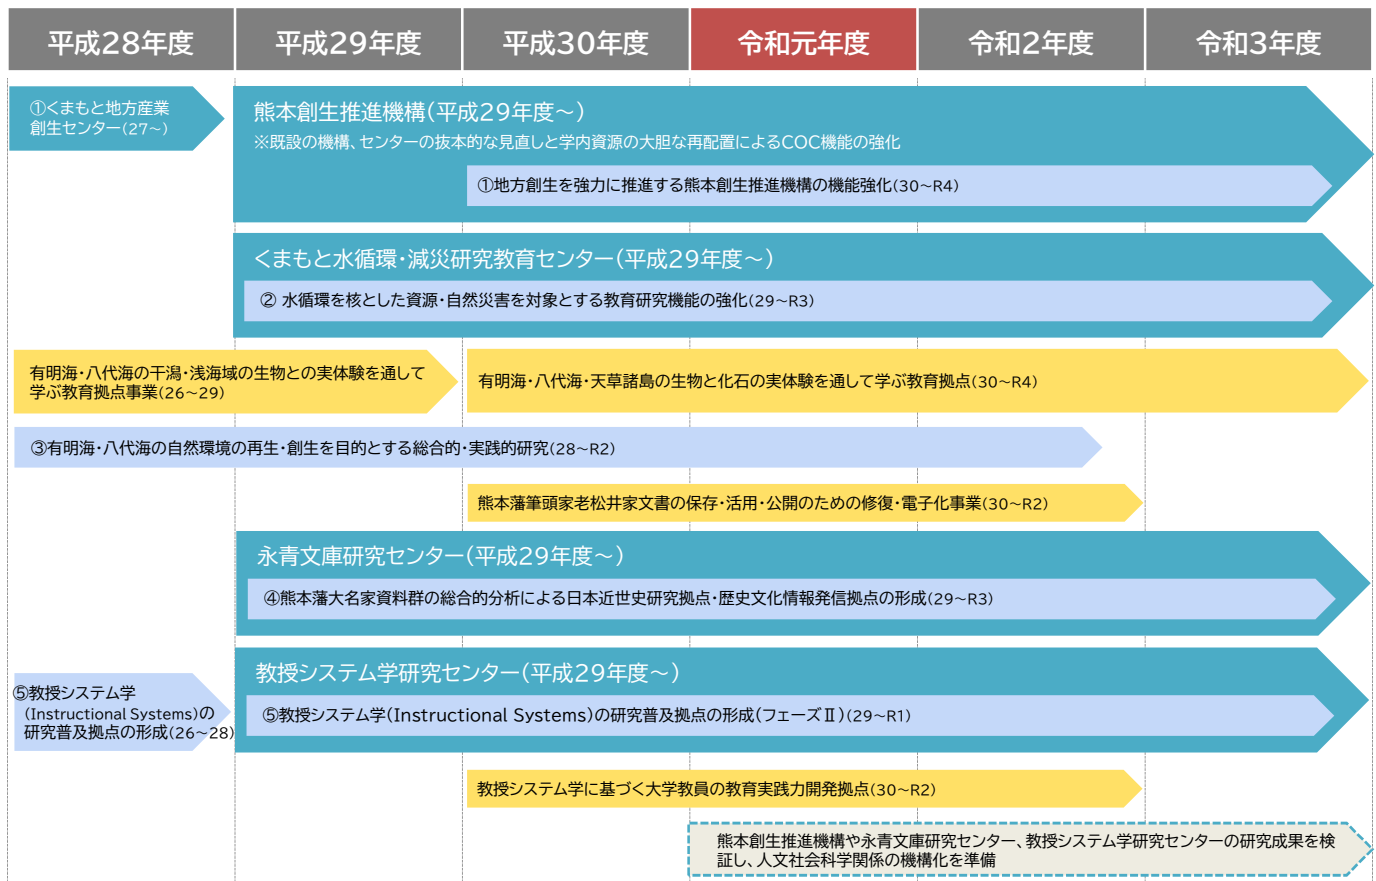 平成28年度
平成29年度
平成30年度
令和元年度
令和2年度
令和3年度
①くまもと地方産業
創生センター(27~)
熊本創生推進機構(平成29年度~)
※既設の機構、センターの抜本的な見直しと学内資源の大胆な再配置によるCOC機能の強化
①地方創生を強力に推進する熊本創生推進機構の機能強化(30~R4)
くまもと水循環・減災研究教育センター(平成29年度~)
② 水循環を核とした資源・自然災害を対象とする教育研究機能の強化(29~R3)
有明海・八代海の干潟・浅海域の生物との実体験を通して
学ぶ教育拠点事業(26~29)
有明海・八代海・天草諸島の生物と化石の実体験を通して学ぶ教育拠点(30~R4)
③有明海・八代海の自然環境の再生・創生を目的とする総合的・実践的研究(28~R2)
熊本藩筆頭家老松井家文書の保存・活用・公開のための修復・電子化事業(30~R2)
永青文庫研究センター(平成29年度~)
④熊本藩大名家資料群の総合的分析による日本近世史研究拠点・歴史文化情報発信拠点の形成(29~R3)
教授システム学研究センター(平成29年度~)
⑤教授システム学
(Instructional Systems)の
研究普及拠点の形成(26~28)
⑤教授システム学(Instructional Systems)の研究普及拠点の形成(フェーズⅡ)(29~R1)
教授システム学に基づく大学教員の教育実践力開発拠点(30~R2)
熊本創生推進機構や永青文庫研究センター、教授システム学研究センターの研究成果を検
証し、人文社会科学関係の機構化を準備